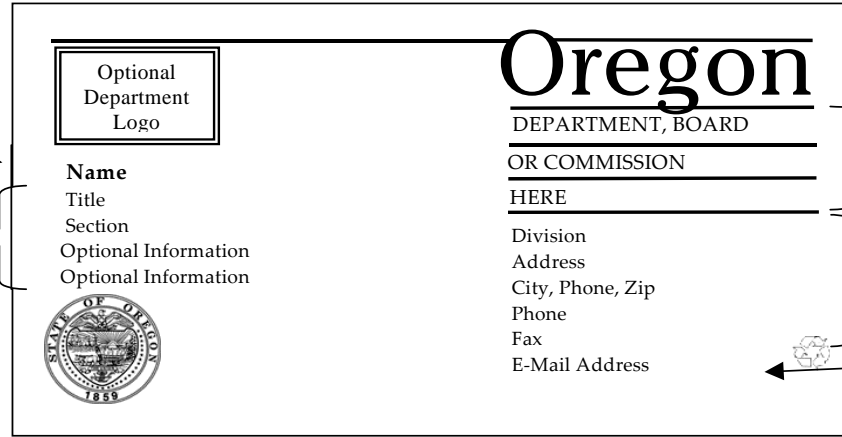 Oregon
Optional
Department
Logo
DEPARTMENT, BOARD
OR COMMISSION
HERE
Name
Title
Section
Optional Information
Optional Information
Division
Address
City, Phone, Zip
Phone
Fax
E-Mail Address
STATE OF OREGON
1859